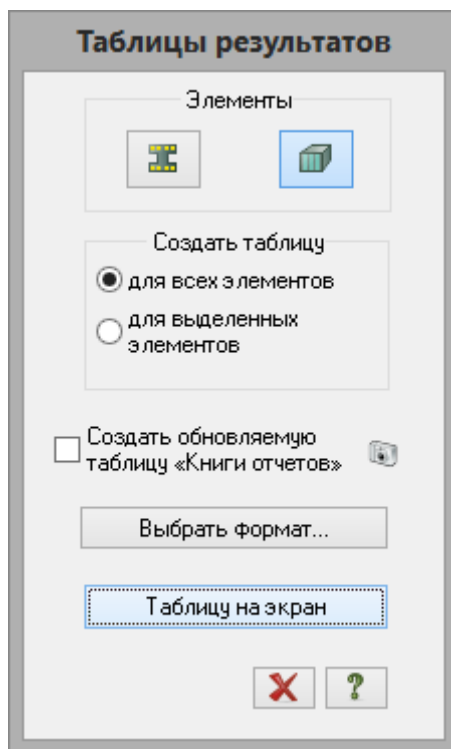 Таблицы результатов
Элементы
Создать таблицу
для всех элементов
для выделенных
элементов
Создать обновляемую
таблицу «Книги отчетов»
Выбрать формат...
Таблицу на экран
?